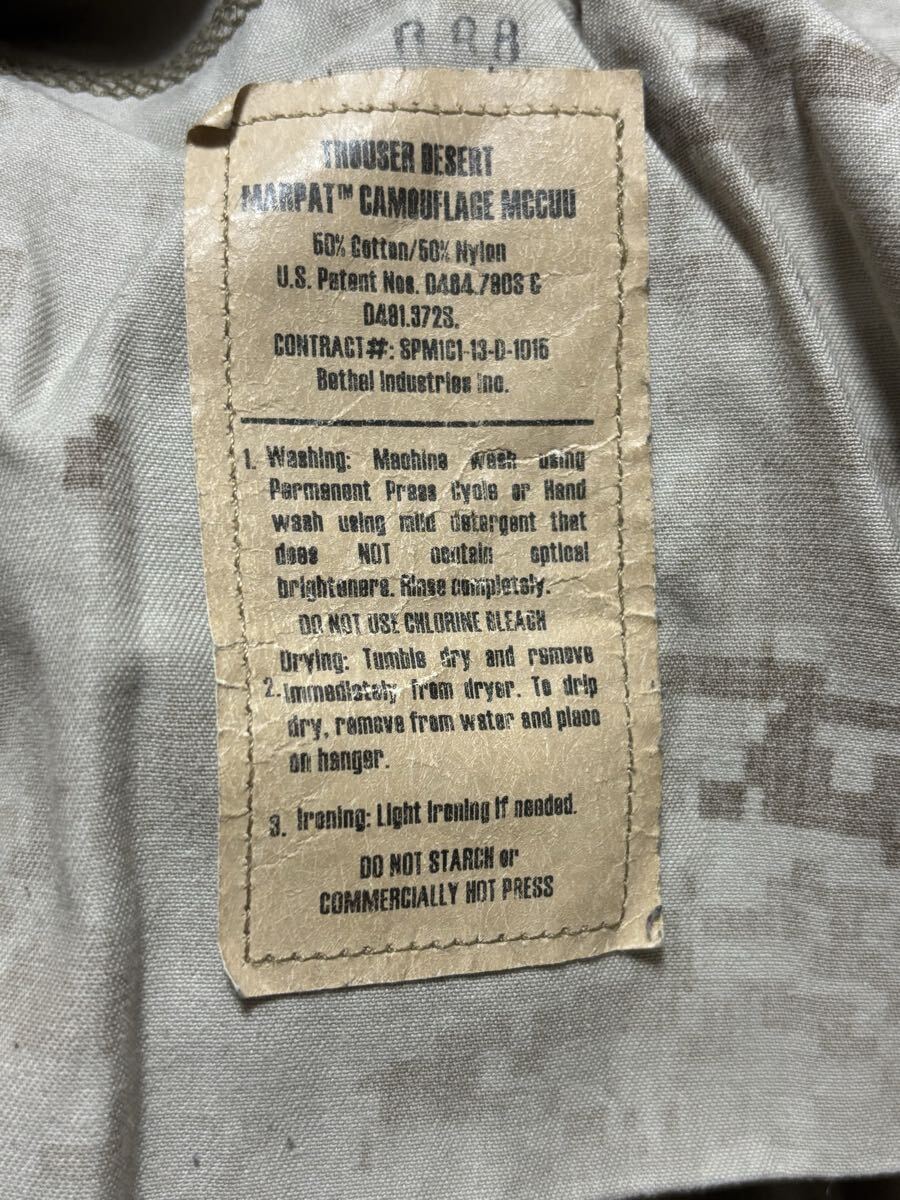 TROUSER DESERT
MARPAT™ CAMOUFLAGE MCCUU
50% Cotton/50% Nylon
U.S. Patent Nos. D484.790S &
D491.372S.
CONTRACT#: SPM1C1-13-D-1016
Bethel Industries Inc.
1. Washing: Machine wash using
Permanent Press Cycle or Hand
wash using mild detergent that
does NOT contain optical
brighteners. Rinse completely.
DO NOT USE CHLORINE BLEACH
Drying: Tumble dry and remove
2. immediately from dryer. To drip
dry, remove from water and place
on hanger.
3. Ironing: Light Ironing if needed.
DO NOT STARCH or
COMMERCIALLY HOT PRESS